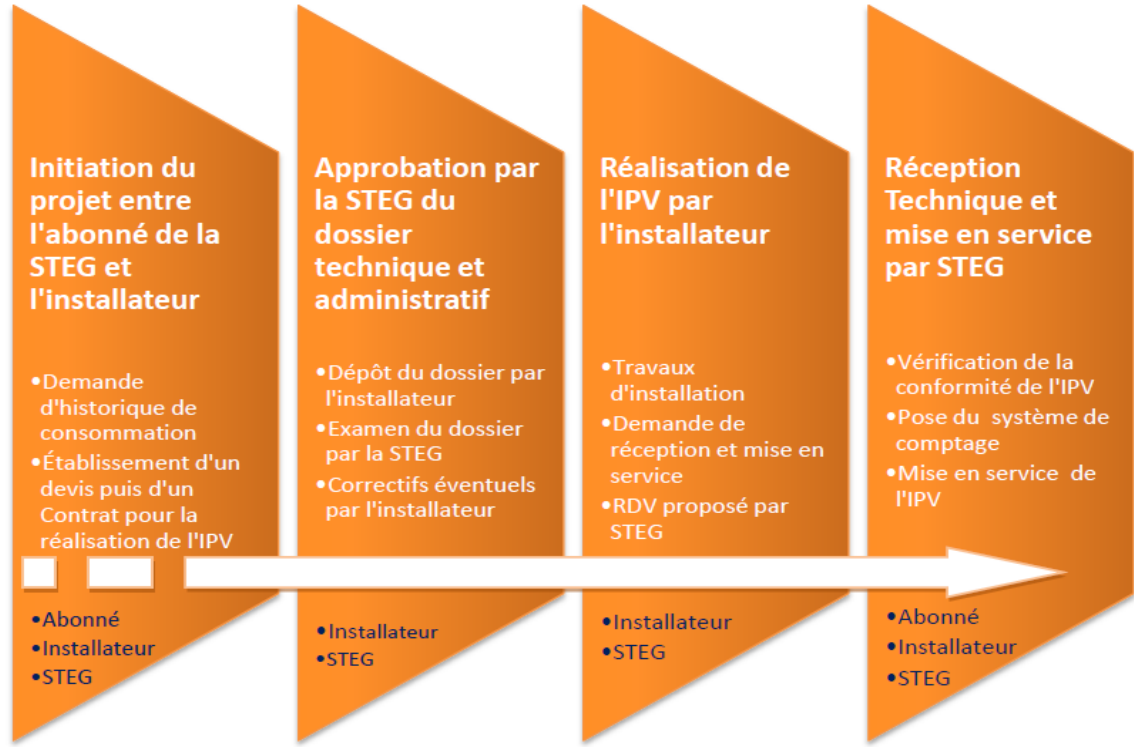 Initiation du
projet entre
l'abonné de la
STEG et
l'installateur
•Demande
d'historique de
consommation
•Établissement d'un
devis puis d'un
Contrat pour la
réalisation de l'IPV
•Abonné
•Installateur
•STEG
Approbation par
la STEG du
dossier
technique et
administratif
•Dépôt du dossier par
l'installateur
•Examen du dossier
par la STEG
•Correctifs éventuels
par l'installateur
•Installateur
•STEG
Réalisation de
l'IPV par
l'installateur
•Travaux
d'installation
•Demande de
réception et mise en
service
•RDV proposé par
STEG
•Installateur
•STEG
Réception
Technique et
mise en service
par STEG
•Vérification de la
conformité de l'IPV
•Pose du système de
comptage
•Mise en service de
l'IPV
•Abonné
•Installateur
•STEG